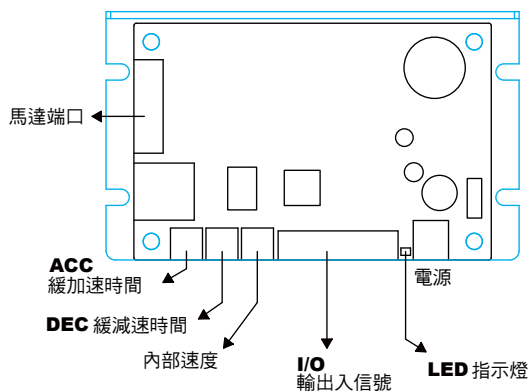 馬達端口
ACC
緩加速時間
電源
DEC 緩減速時間
內部速度
I/O
輸出入信號
LED 指示燈